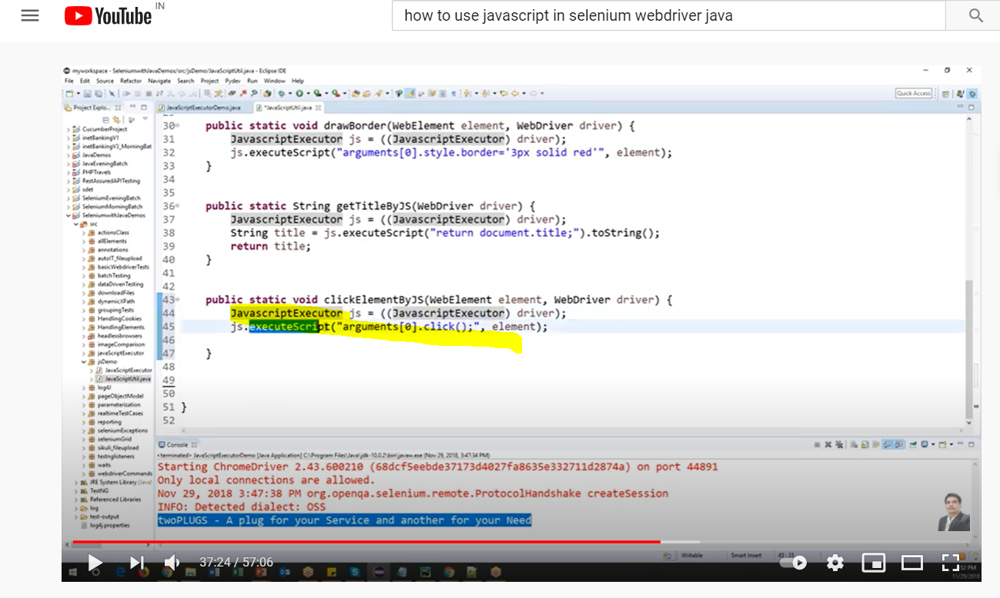 YouTube IN
how to use javascript in selenium webdriver java
myworkspace - SeleniumwithJavaDemos/src/jsDemo/JavaScriptUtil.java - Eclipse IDE
File Edit Source Refactor Navigate Search Project Pydev Run Window Help
Quick Access
Project Explo...
JavaScriptExecutorDemo.java
*JavaScriptUtil.java
CucumberProject
inetBankingV1
inetBankingV3_MorningBat
JavaDemos
JavaEveningBatch
PHPTravels
RestAssuredAPITesting
sdet
SeleniumEveningBatch
SeleniumMorningBatch
SeleniumwithJavaDemos
src
actionsClass
allElements
annotations
autoIT_fileupload
basicWebdriverTests
batchTesting
dataDrivenTesting
downloadFiles
dynamicXPath
groupingTests
HandlingCookies
HandlingElements
headlessbrowsers
imageComparison
javaScriptExecutor
jsDemo
JavaScriptExecutor
JavaScriptUtil.java
log4J
pageObjectModel
parameterization
realtimeTestCases
reporting
seleniumExceptions
seleniumGrid
sikuli_fileupload
testnglisteners
waits
webdriverCommands
JRE System Library [Java
TestNG
Referenced Libraries
log
test-output
log4j.properties
30 public static void drawBorder(WebElement element, WebDriver driver) {
31 JavascriptExecutor js = ((JavascriptExecutor) driver);
32 js.executeScript("arguments[0].style.border='3px solid red'", element);
33 }
34
35
36 public static String getTitleByJS(WebDriver driver) {
37 JavascriptExecutor js = ((JavascriptExecutor) driver);
38 String title = js.executeScript("return document.title;").toString();
39 return title;
40 }
41
42
43 public static void clickElementByJS(WebElement element, WebDriver driver) {
44 JavascriptExecutor js = ((JavascriptExecutor) driver);
45 js.executeScript("arguments[0].click();", element);
46
47 }
48
49
50
51 }
52
Console
<terminated> JavaScriptExecutorDemo [Java Application] C:\Program Files\Java\jdk-10.0.2\bin\javaw.exe (Nov 29, 2018, 3:47:34 PM)
Starting ChromeDriver 2.43.600210 (68dcf5eebde37173d4027fa8635e332711d2874a) on port 44891
Only local connections are allowed.
Nov 29, 2018 3:47:38 PM org.openqa.selenium.remote.ProtocolHandshake createSession
INFO: Detected dialect: OSS
twoPLUGS - A plug for your Service and another for your Need
Writable Smart Insert 45:22
37:24 / 57:06
:52 PM
11/29/2018